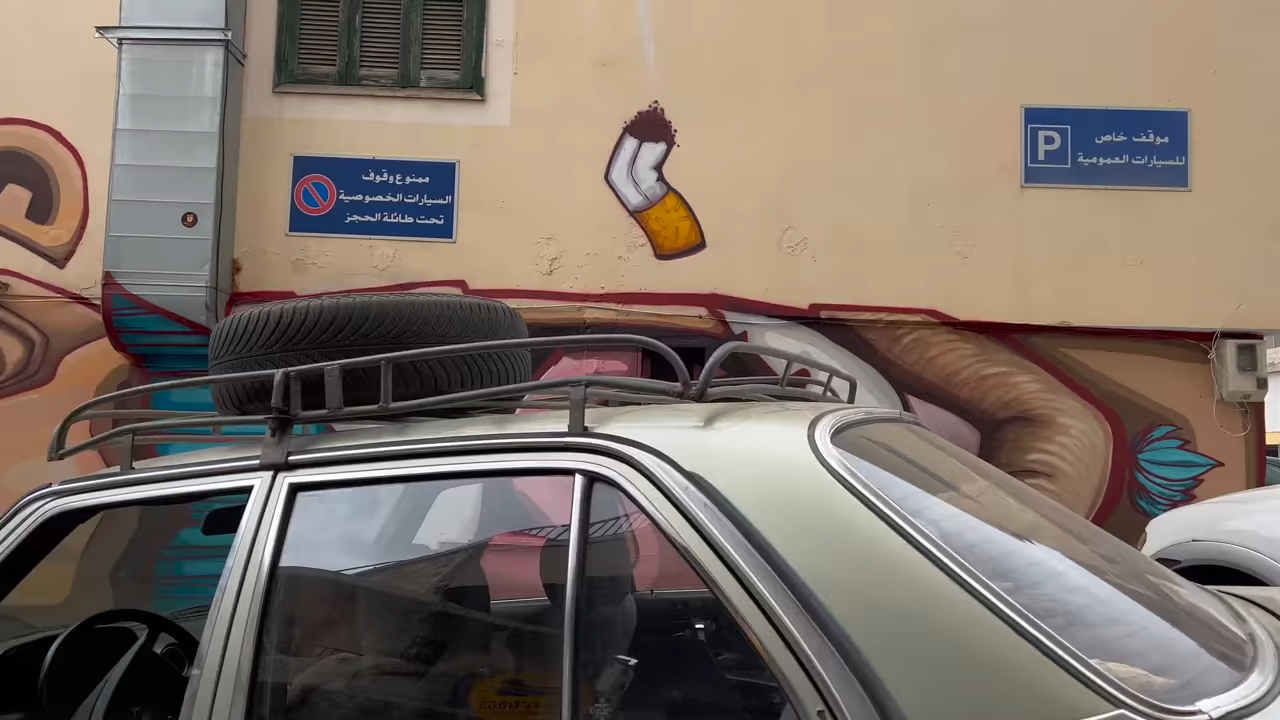 ممنوع وقوف
السيارات الخصوصية
تحت طائلة الحجز
P
موقف خاص
للسيارات العمومية